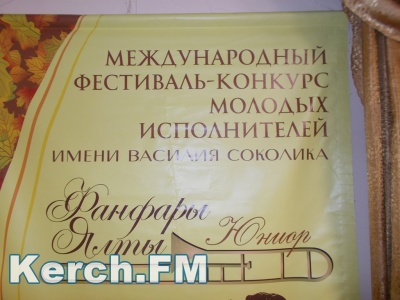 МЕЖДУНАРОДНЫЙ
ФЕСТИВАЛЬ-КОНКУРС
МОЛОДЫХ
ИСПОЛНИТЕЛЕЙ
ИМЕНИ ВАСИЛИЯ СОКОЛИКА
Фанфары
Ялты Юниор
Kerch.FM